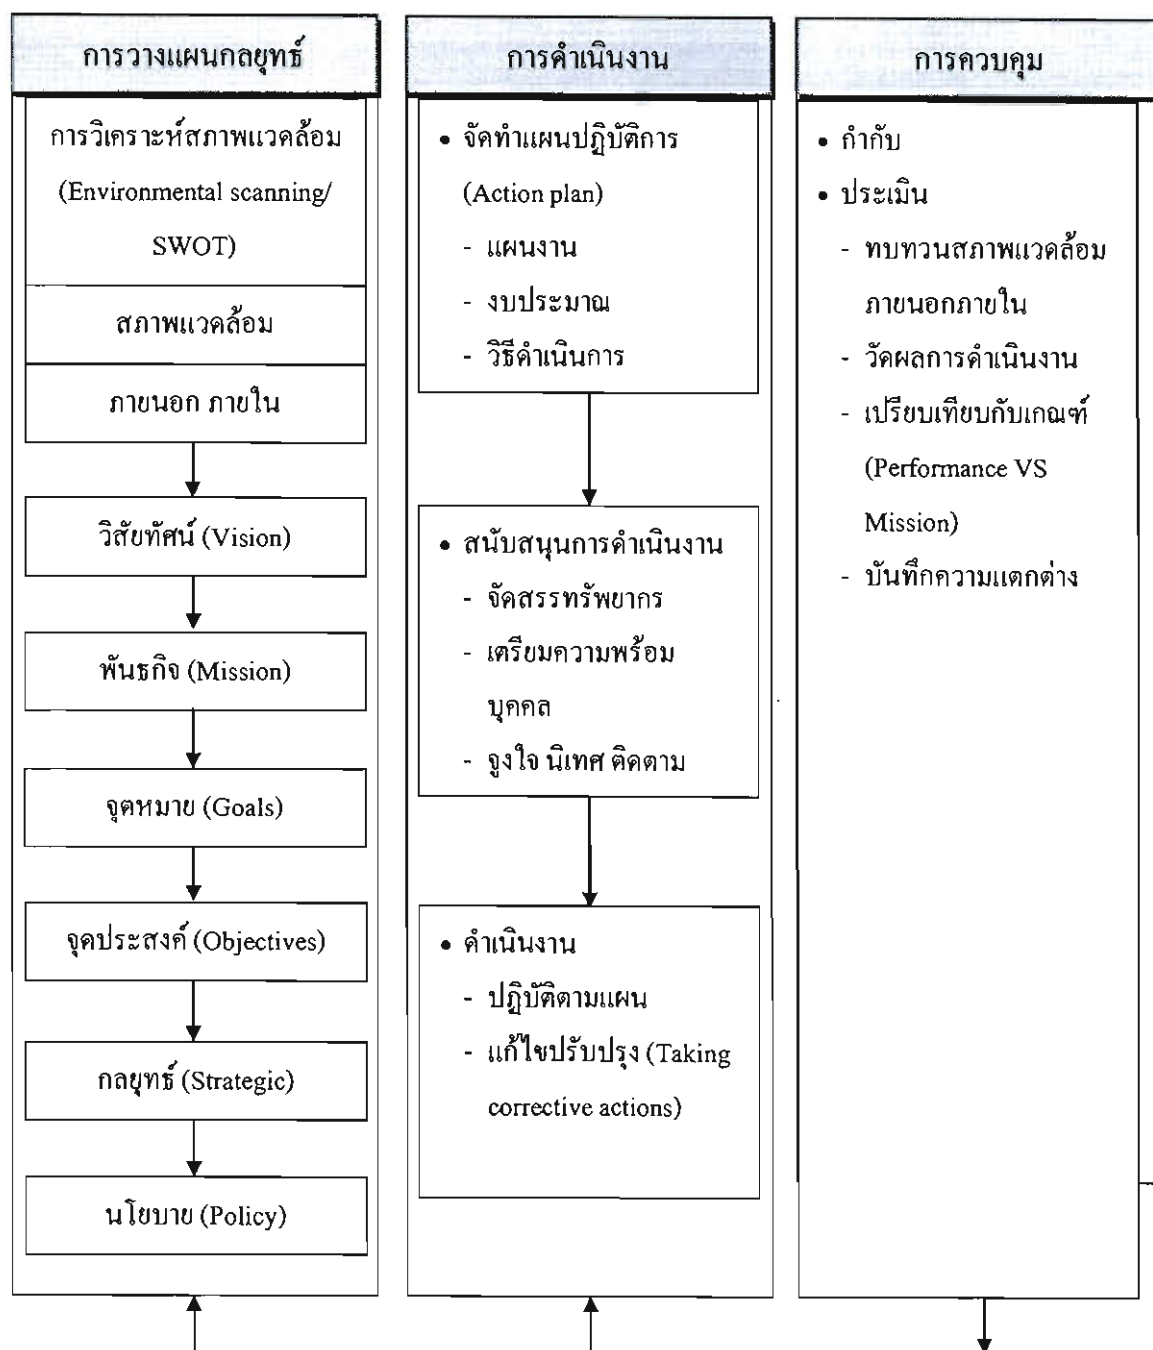 การวางแผนกลยุทธ์
การวิเคราะห์สภาพแวดล้อม
(Environmental scanning/
SWOT)
สภาพแวดล้อม
ภายนอก ภายใน
วิสัยทัศน์ (Vision)
พันธกิจ (Mission)
จุดหมาย (Goals)
จุดประสงค์ (Objectives)
กลยุทธ์ (Strategic)
นโยบาย (Policy)
การดำเนินงาน
• จัดทำแผนปฏิบัติการ
(Action plan)
- แผนงาน
- งบประมาณ
- วิธีดำเนินการ
• สนับสนุนการดำเนินงาน
- จัดสรรทรัพยากร
- เตรียมความพร้อม
บุคคล
- จูงใจ นิเทศ ติดตาม
• ดำเนินงาน
- ปฏิบัติตามแผน
- แก้ไขปรับปรุง (Taking
corrective actions)
การควบคุม
• กำกับ
• ประเมิน
- ทบทวนสภาพแวดล้อม
ภายนอกภายใน
- วัดผลการดำเนินงาน
- เปรียบเทียบกับเกณฑ์
(Performance VS
Mission)
- บันทึกความแตกต่าง